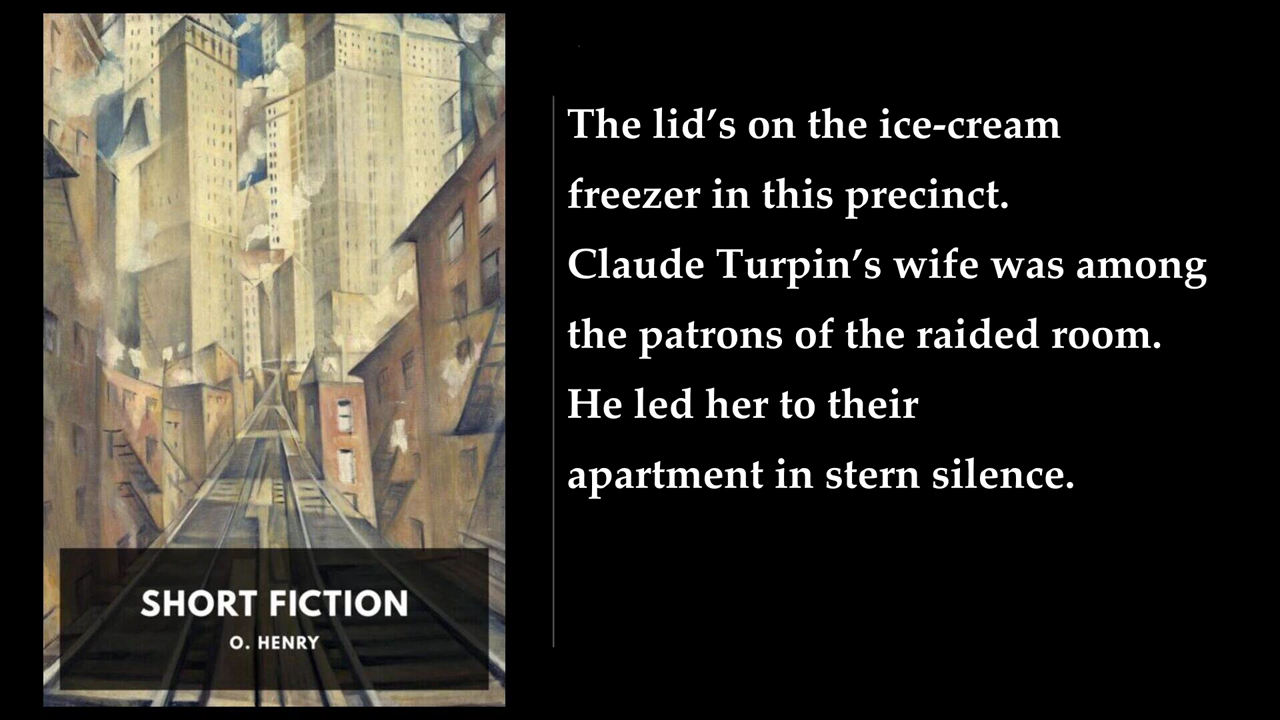 The lid’s on the ice-cream
freezer in this precinct.
Claude Turpin’s wife was among
the patrons of the raided room.
He led her to their
apartment in stern silence.
SHORT FICTION
O. HENRY